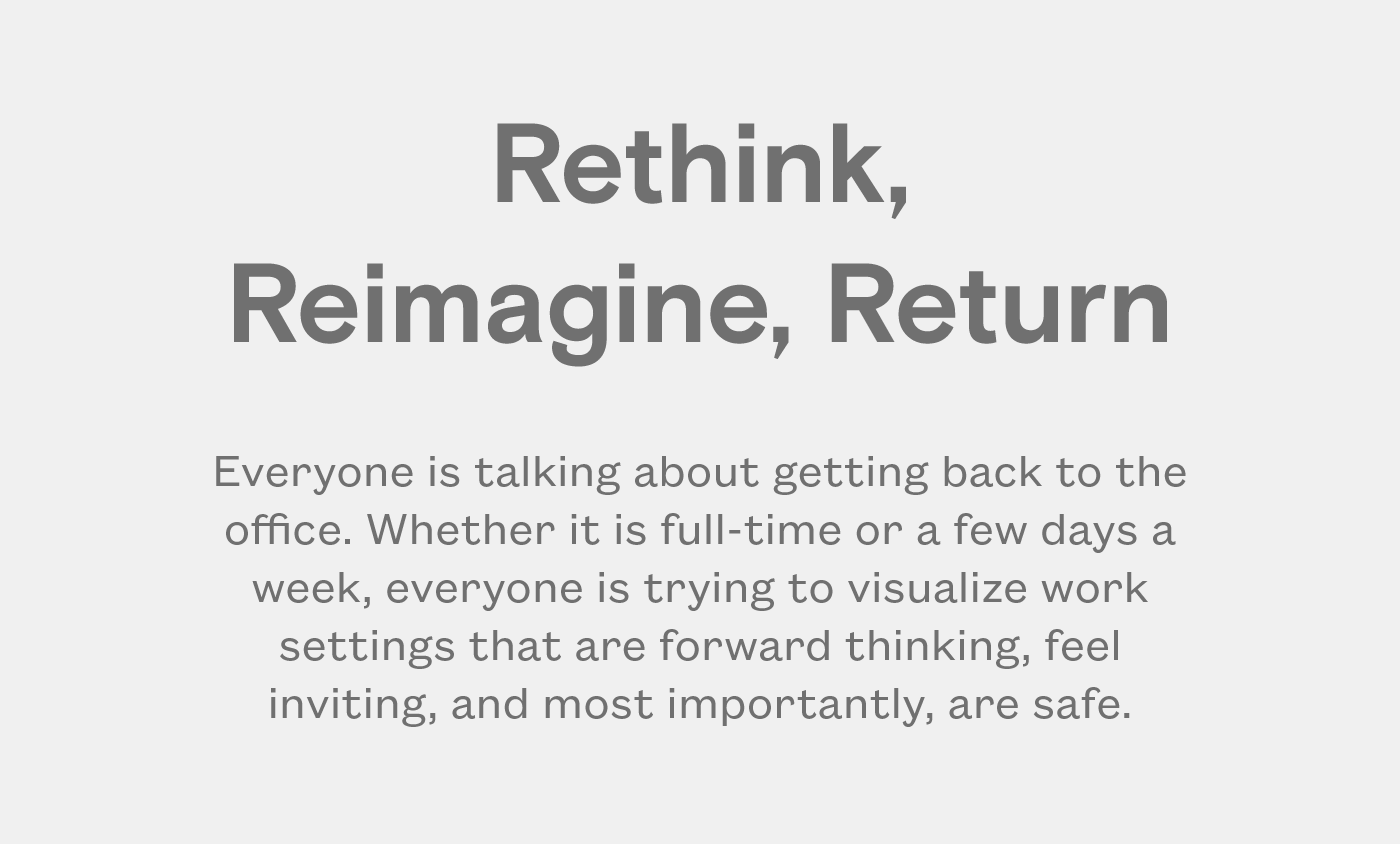 Rethink,
Reimagine, Return
Everyone is talking about getting back to the
office. Whether it is full-time or a few days a
week, everyone is trying to visualize work
settings that are forward thinking, feel
inviting, and most importantly, are safe.